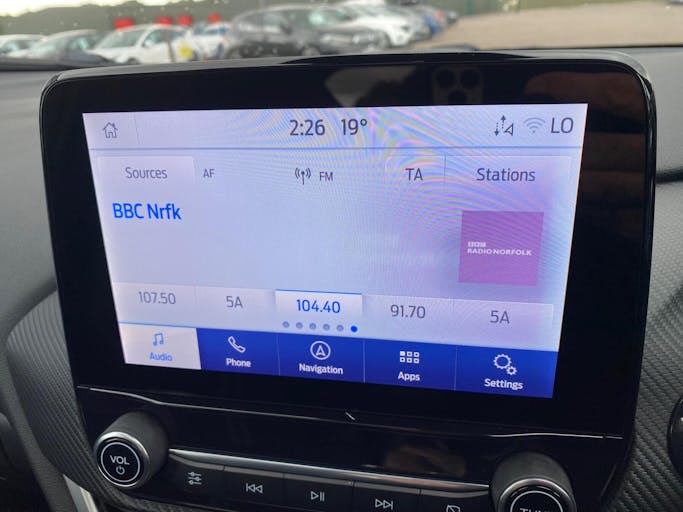 2:26 19° LO
Sources AF FM TA Stations
BBC Nrfk
BBC
RADIO NORFOLK
107.50 5A 104.40 91.70 5A
Audio Phone Navigation Apps Settings
VOL
TUNE